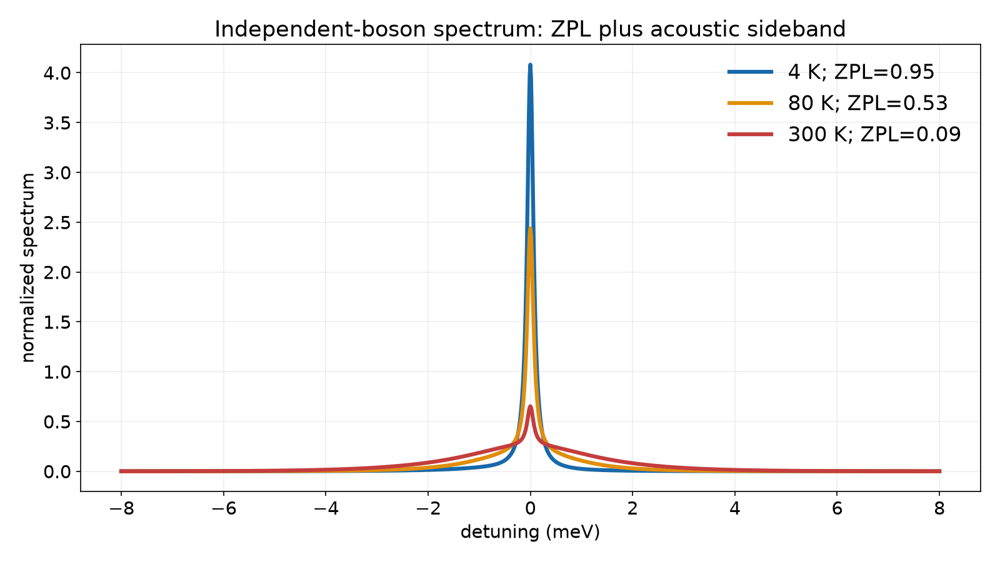 Independent-boson spectrum: ZPL plus acoustic sideband
4 K; ZPL=0.95
80 K; ZPL=0.53
300 K; ZPL=0.09
normalized spectrum
4.0
3.5
3.0
2.5
2.0
1.5
1.0
0.5
0.0
−8 −6 −4 −2 0 2 4 6 8
detuning (meV)